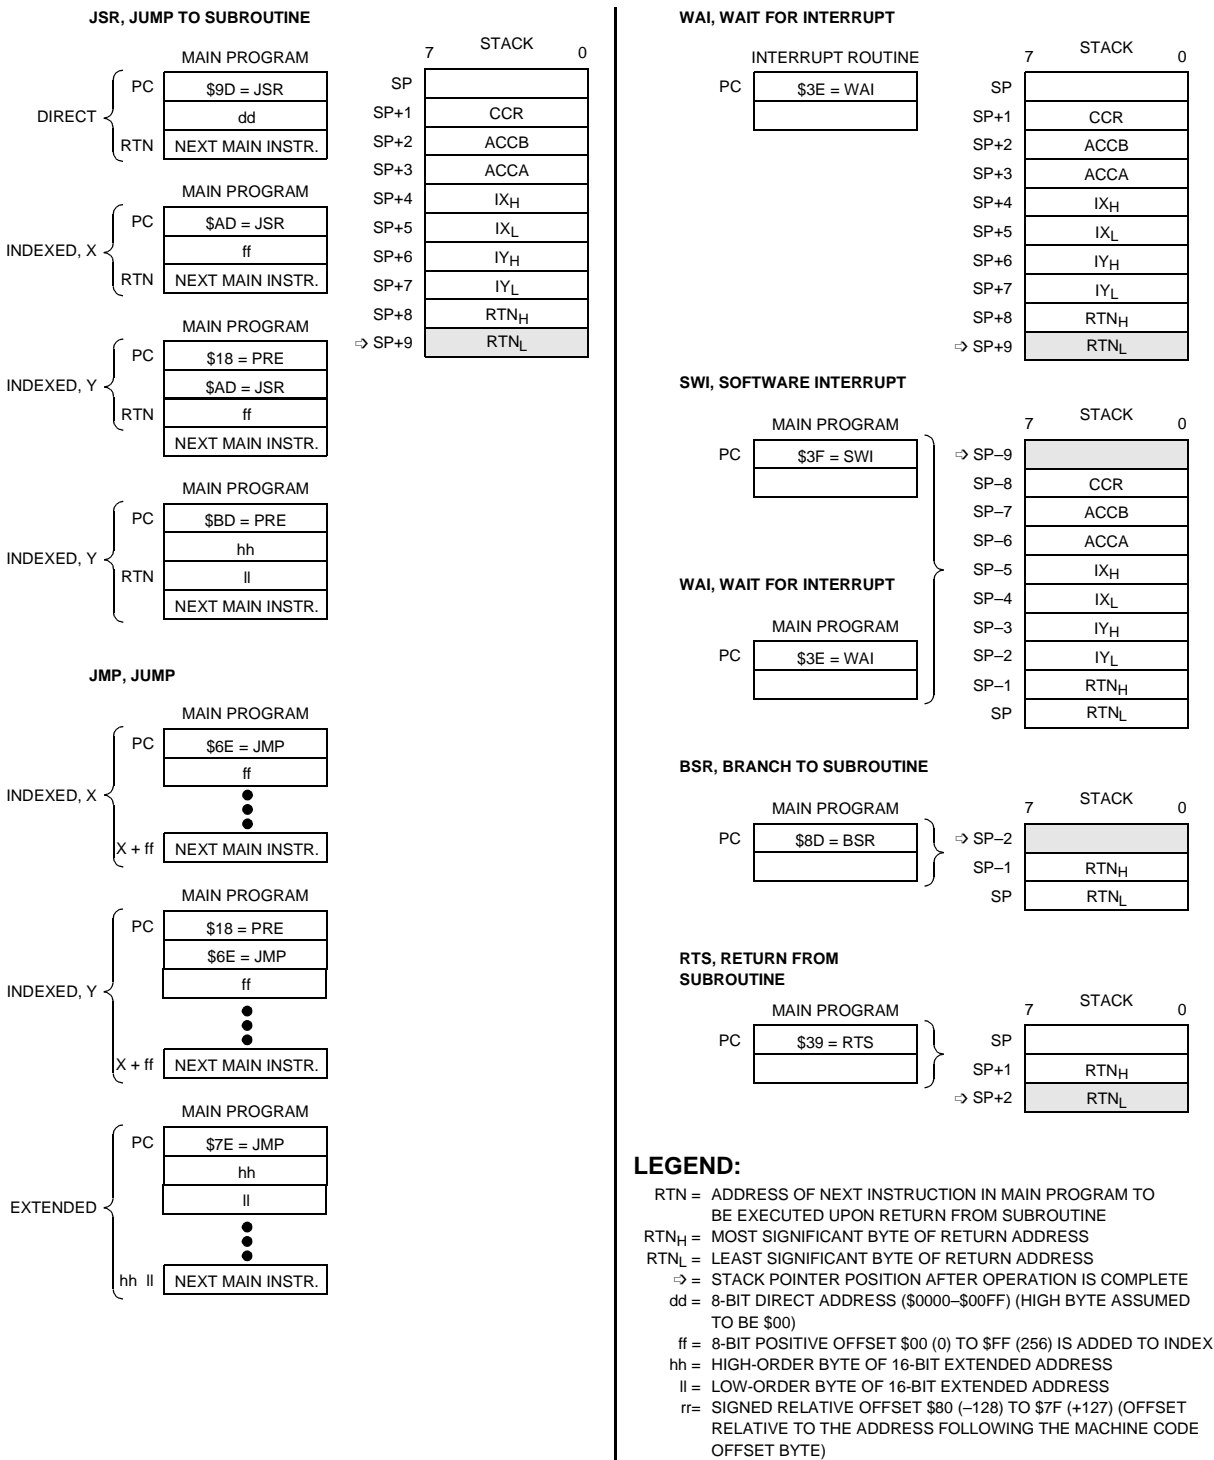 JSR, JUMP TO SUBROUTINE
MAIN PROGRAM
DIRECT
PC $9D = JSR
dd
RTN NEXT MAIN INSTR.
MAIN PROGRAM
INDEXED, X
PC $AD = JSR
ff
RTN NEXT MAIN INSTR.
MAIN PROGRAM
INDEXED, Y
PC $18 = PRE
$AD = JSR
RTN ff
NEXT MAIN INSTR.
MAIN PROGRAM
INDEXED, Y
PC $BD = PRE
hh
RTN ll
NEXT MAIN INSTR.
7 STACK 0
SP
SP+1 CCR
SP+2 ACCB
SP+3 ACCA
SP+4 IXH
SP+5 IXL
SP+6 IYH
SP+7 IYL
SP+8 RTNH
➩ SP+9 RTNL
JMP, JUMP
MAIN PROGRAM
INDEXED, X
PC $6E = JMP
ff
X + ff NEXT MAIN INSTR.
MAIN PROGRAM
INDEXED, Y
PC $18 = PRE
$6E = JMP
ff
X + ff NEXT MAIN INSTR.
MAIN PROGRAM
EXTENDED
PC $7E = JMP
hh
ll
hh ll NEXT MAIN INSTR.
WAI, WAIT FOR INTERRUPT
INTERRUPT ROUTINE
PC $3E = WAI
7 STACK 0
SP
SP+1 CCR
SP+2 ACCB
SP+3 ACCA
SP+4 IXH
SP+5 IXL
SP+6 IYH
SP+7 IYL
SP+8 RTNH
➩ SP+9 RTNL
SWI, SOFTWARE INTERRUPT
MAIN PROGRAM
PC $3F = SWI
WAI, WAIT FOR INTERRUPT
MAIN PROGRAM
PC $3E = WAI
7 STACK 0
➩ SP–9
SP–8 CCR
SP–7 ACCB
SP–6 ACCA
SP–5 IXH
SP–4 IXL
SP–3 IYH
SP–2 IYL
SP–1 RTNH
SP RTNL
BSR, BRANCH TO SUBROUTINE
MAIN PROGRAM
PC $8D = BSR
7 STACK 0
➩ SP–2
SP–1 RTNH
SP RTNL
RTS, RETURN FROM
SUBROUTINE
MAIN PROGRAM
PC $39 = RTS
7 STACK 0
SP
SP+1 RTNH
➩ SP+2 RTNL
LEGEND:
RTN = ADDRESS OF NEXT INSTRUCTION IN MAIN PROGRAM TO
BE EXECUTED UPON RETURN FROM SUBROUTINE
RTNH = MOST SIGNIFICANT BYTE OF RETURN ADDRESS
RTNL = LEAST SIGNIFICANT BYTE OF RETURN ADDRESS
➩ = STACK POINTER POSITION AFTER OPERATION IS COMPLETE
dd = 8-BIT DIRECT ADDRESS ($0000–$00FF) (HIGH BYTE ASSUMED
TO BE $00)
ff = 8-BIT POSITIVE OFFSET $00 (0) TO $FF (256) IS ADDED TO INDEX
hh = HIGH-ORDER BYTE OF 16-BIT EXTENDED ADDRESS
ll = LOW-ORDER BYTE OF 16-BIT EXTENDED ADDRESS
rr= SIGNED RELATIVE OFFSET $80 (–128) TO $7F (+127) (OFFSET
RELATIVE TO THE ADDRESS FOLLOWING THE MACHINE CODE
OFFSET BYTE)